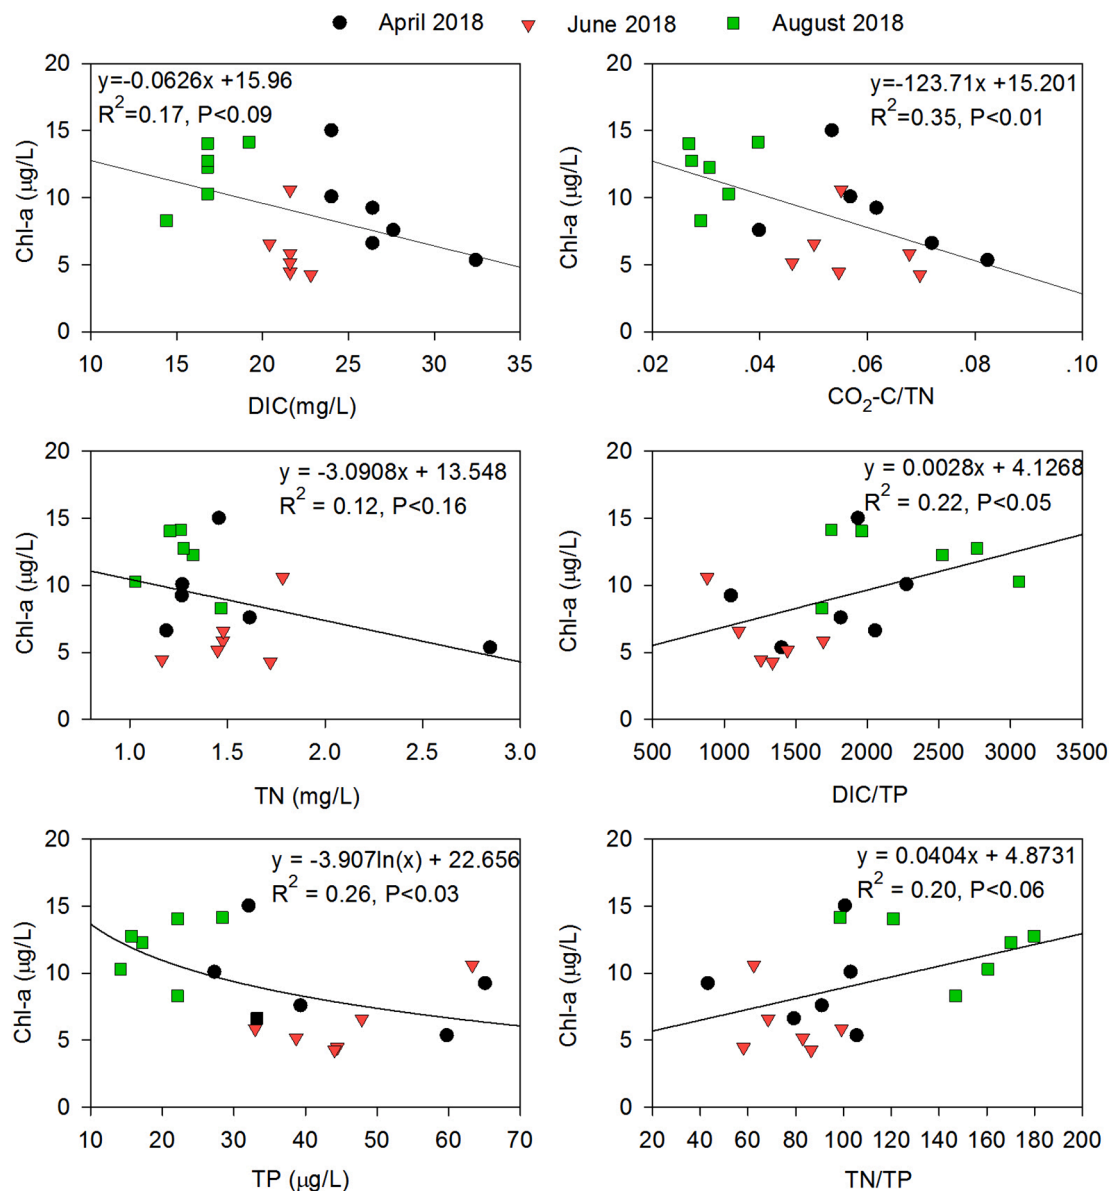 April 2018 June 2018 August 2018
y=-0.0626x +15.96
R2=0.17, P<0.09
20
15
10
5
0
Chl-a (μg/L)
10 15 20 25 30 35
DIC(mg/L)
y=-123.71x +15.201
R2=0.35, P<0.01
20
15
10
5
0
Chl-a (μg/L)
.02 .04 .06 .08 .10
CO2-C/TN
y = -3.0908x + 13.548
R2 = 0.12, P<0.16
20
15
10
5
0
Chl-a (μg/L)
1.0 1.5 2.0 2.5 3.0
TN (mg/L)
y = 0.0028x + 4.1268
R2 = 0.22, P<0.05
20
15
10
5
0
Chl-a (μg/L)
500 1000 1500 2000 2500 3000 3500
DIC/TP
y = -3.907ln(x) + 22.656
R2 = 0.26, P<0.03
20
15
10
5
0
Chl-a (μg/L)
10 20 30 40 50 60 70
TP (μg/L)
y = 0.0404x + 4.8731
R2 = 0.20, P<0.06
20
15
10
5
0
Chl-a (μg/L)
20 40 60 80 100 120 140 160 180 200
TN/TP